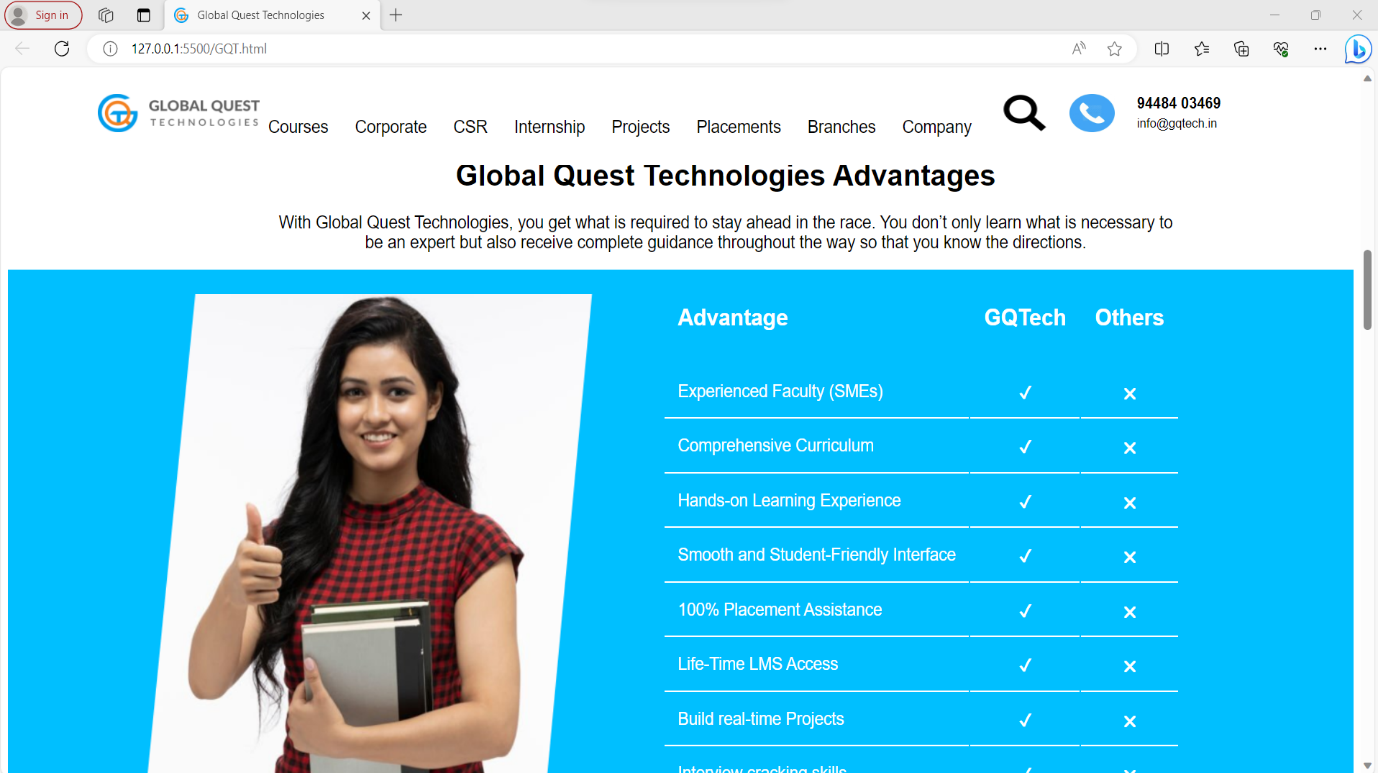 Sign in
Global Quest Technologies
127.0.0.1:5500/GQT.html
GLOBAL QUEST
TECHNOLOGIES
Courses Corporate CSR Internship Projects Placements Branches Company
94484 03469
info@gqtech.in
Global Quest Technologies Advantages
With Global Quest Technologies, you get what is required to stay ahead in the race. You don’t only learn what is necessary to
be an expert but also receive complete guidance throughout the way so that you know the directions.
Advantage GQTech Others
Experienced Faculty (SMEs) ✓ ✕
Comprehensive Curriculum ✓ ✕
Hands-on Learning Experience ✓ ✕
Smooth and Student-Friendly Interface ✓ ✕
100% Placement Assistance ✓ ✕
Life-Time LMS Access ✓ ✕
Build real-time Projects ✓ ✕
Interview cracking skills ✓ ✕